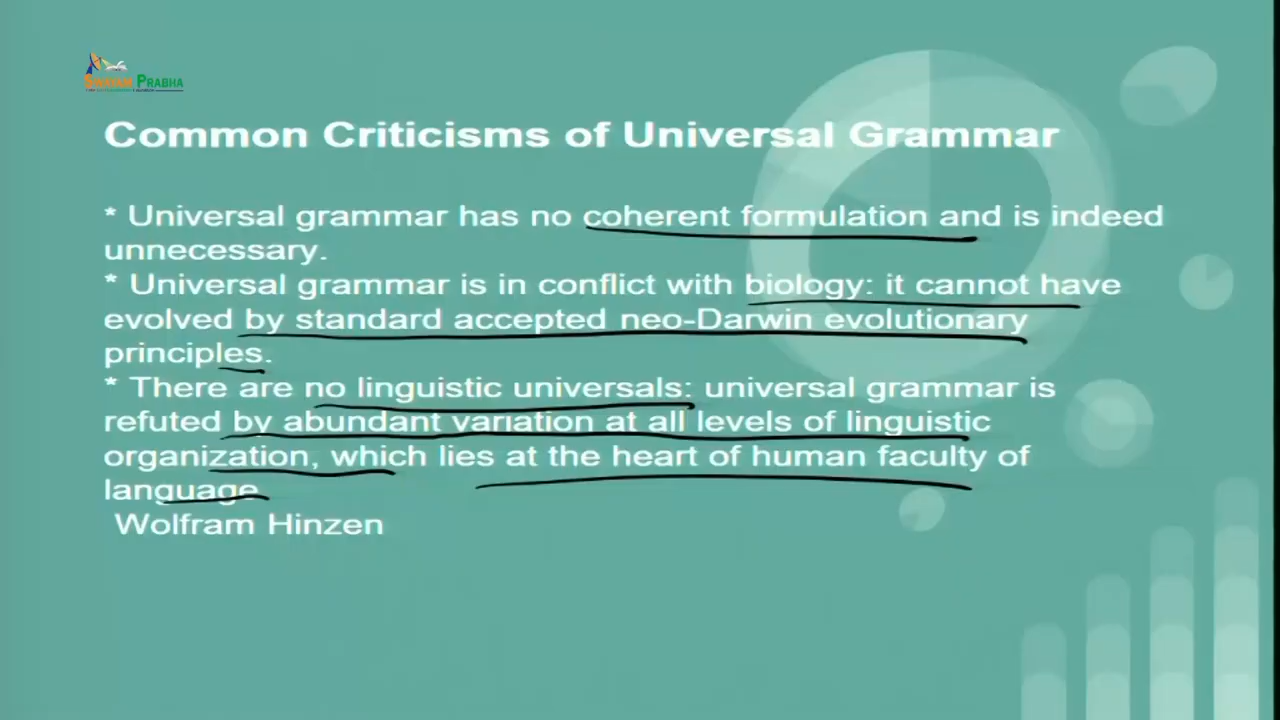 SWAYAM PRABHA
Common Criticisms of Universal Grammar
* Universal grammar has no coherent formulation and is indeed
unnecessary.
* Universal grammar is in conflict with biology: it cannot have
evolved by standard accepted neo-Darwin evolutionary
principles.
* There are no linguistic universals: universal grammar is
refuted by abundant variation at all levels of linguistic
organization, which lies at the heart of human faculty of
language.
Wolfram Hinzen